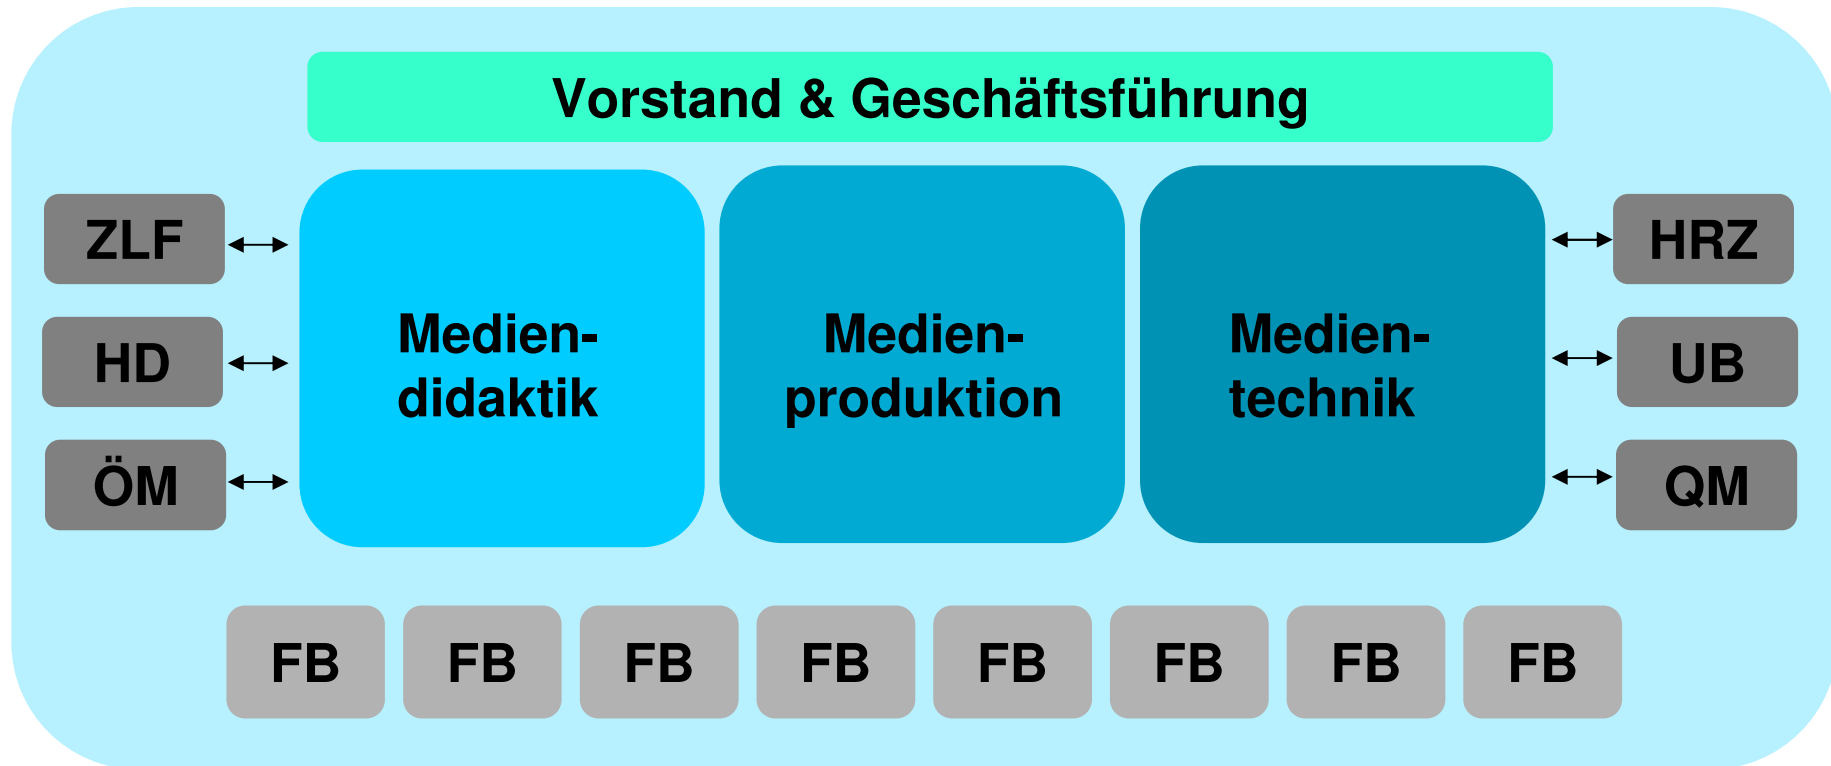 Vorstand & Geschäftsführung
ZLF
HD
ÖM
Medien-
didaktik
Medien-
produktion
Medien-
technik
HRZ
UB
QM
FB
FB
FB
FB
FB
FB
FB
FB